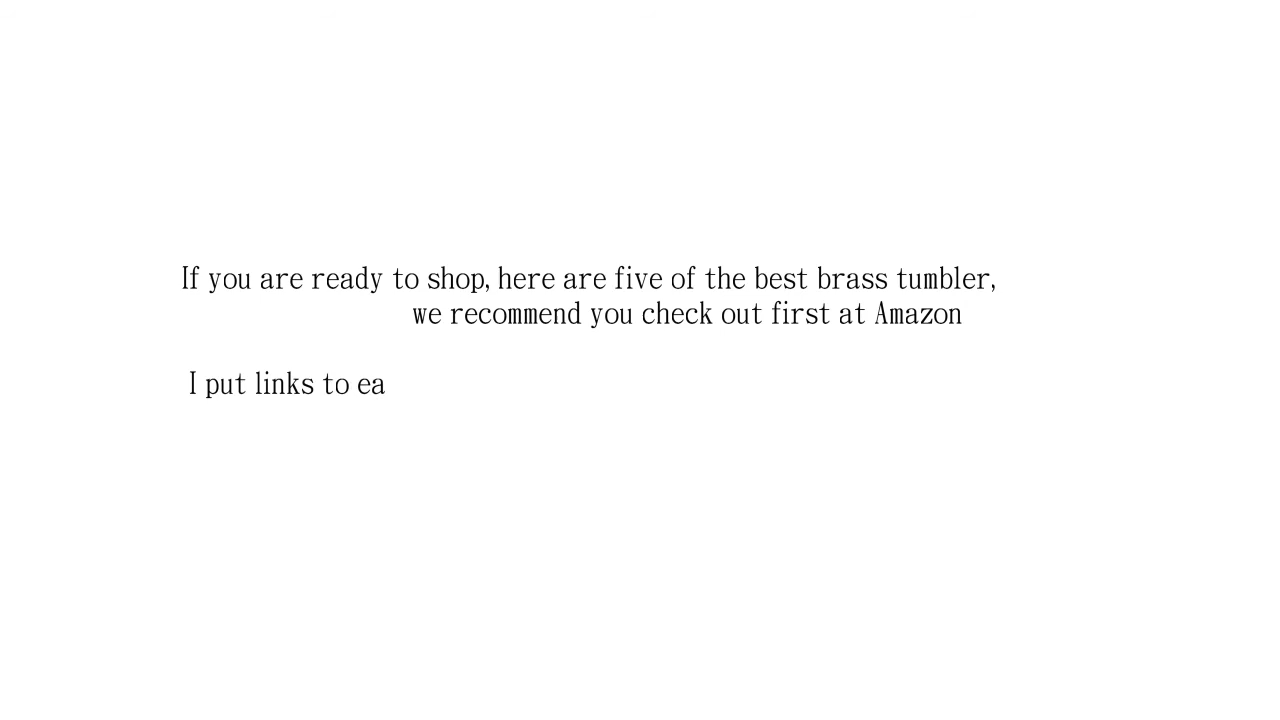 If you are ready to shop, here are five of the best brass tumbler,
we recommend you check out first at Amazon
I put links to ea